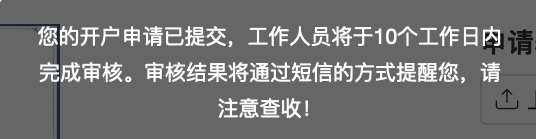 您的开户申请已提交，工作人员将于10个工作日内
完成审核。审核结果将通过短信的方式提醒您，请
注意查收！
申请